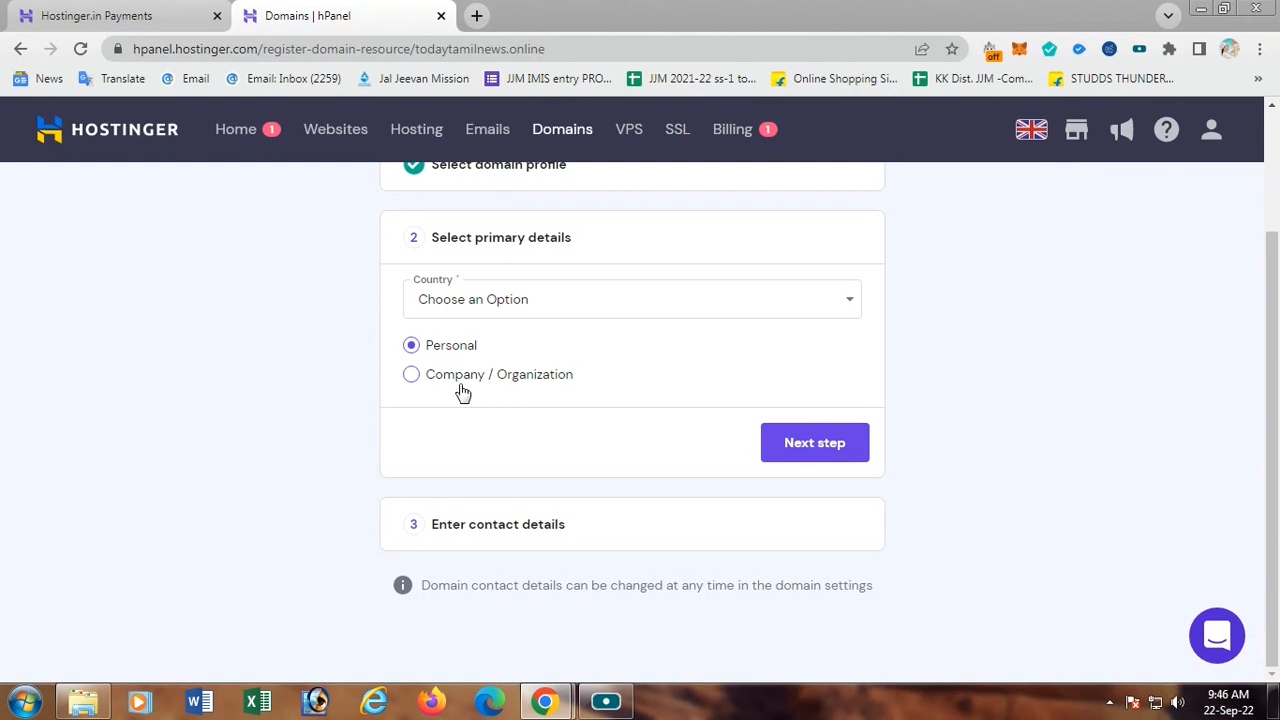 Hostinger.in Payments
Domains | hPanel
hpanel.hostinger.com/register-domain-resource/todaytamilnews.online
off
News
Translate
Email
Email: Inbox (2259)
Jal Jeevan Mission
JJM IMIS entry PRO...
JJM 2021-22 ss-1 to...
Online Shopping Si...
KK Dist. JJM -Com...
STUDDS THUNDER...
»
HOSTINGER
Home 1
Websites
Hosting
Emails
Domains
VPS
SSL
Billing 1
Select domain profile
2 Select primary details
Country *
Choose an Option
Personal
Company / Organization
Next step
3 Enter contact details
Domain contact details can be changed at any time in the domain settings
9:46 AM
22-Sep-22